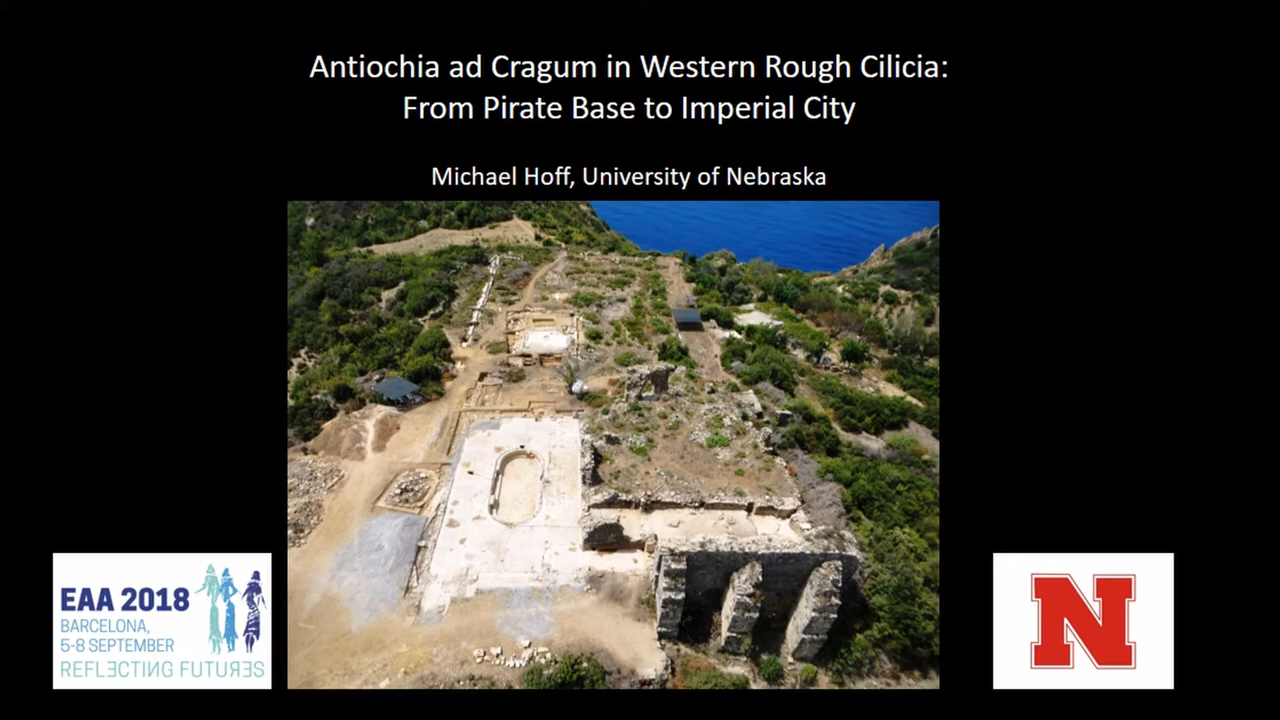 Antiochia ad Cragum in Western Rough Cilicia:
From Pirate Base to Imperial City
Michael Hoff, University of Nebraska
EAA 2018
BARCELONA,
5-8 SEPTEMBER
REFLECTING FUTURES
N